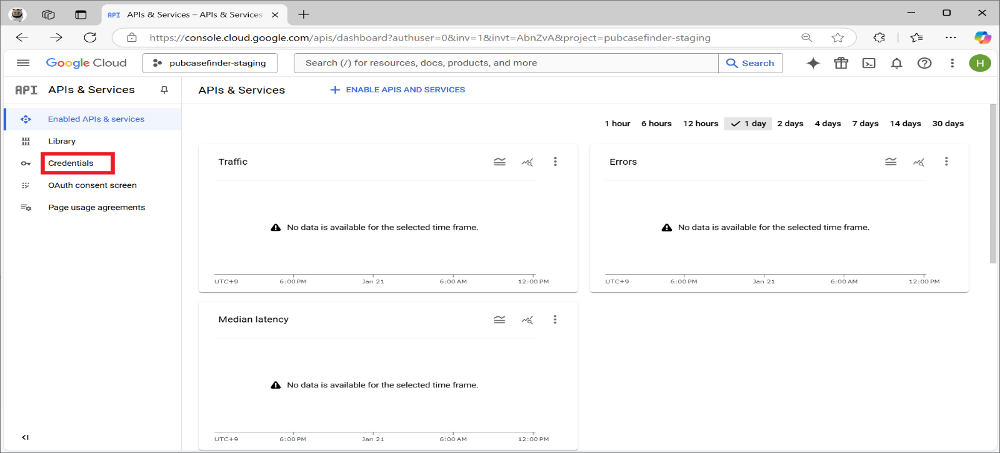 API APIs & Services – APIs & Services
https://console.cloud.google.com/apis/dashboard?authuser=0&inv=1&invt=AbnZvA&project=pubcasefinder-staging
Google Cloud pubcasefinder-staging Search (/) for resources, docs, products, and more Search H
API APIs & Services
APIs & Services ENABLE APIS AND SERVICES
Enabled APIs & services
Library
Credentials
OAuth consent screen
Page usage agreements
1 hour 6 hours 12 hours 1 day 2 days 4 days 7 days 14 days 30 days
Traffic
No data is available for the selected time frame.
UTC+9 6:00 PM Jan 21 6:00 AM 12:00 PM
Errors
No data is available for the selected time frame.
UTC+9 6:00 PM Jan 21 6:00 AM 12:00 PM
Median latency
No data is available for the selected time frame.
UTC+9 6:00 PM Jan 21 6:00 AM 12:00 PM